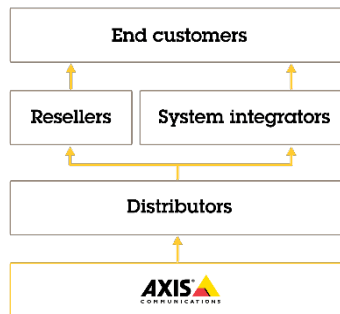 End customers
Resellers
System integrators
Distributors
AXIS
COMMUNICATIONS